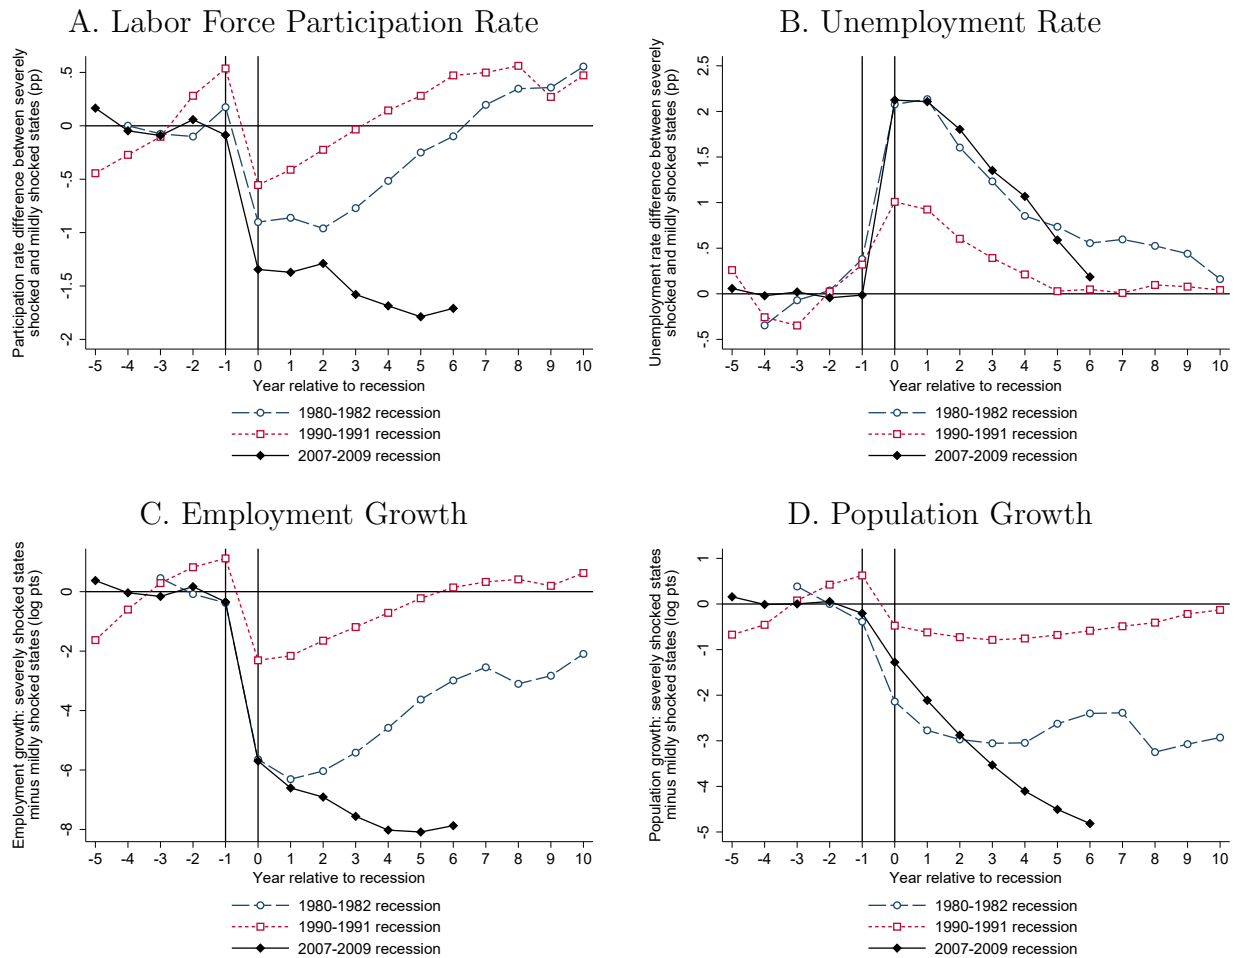 A. Labor Force Participation Rate
Participation rate difference between severely
shocked and mildly shocked states (pp)
.5
0
-.5
-1
-1.5
-2
-5 -4 -3 -2 -1 0 1 2 3 4 5 6 7 8 9 10
Year relative to recession
1980-1982 recession
1990-1991 recession
2007-2009 recession
B. Unemployment Rate
Unemployment rate difference between severely
shocked and mildly shocked states (pp)
2.5
2
1.5
1
.5
0
-.5
-5 -4 -3 -2 -1 0 1 2 3 4 5 6 7 8 9 10
Year relative to recession
1980-1982 recession
1990-1991 recession
2007-2009 recession
C. Employment Growth
Employment growth: severely shocked states
minus mildly shocked states (log pts)
0
-2
-4
-6
-8
-5 -4 -3 -2 -1 0 1 2 3 4 5 6 7 8 9 10
Year relative to recession
1980-1982 recession
1990-1991 recession
2007-2009 recession
D. Population Growth
Population growth: severely shocked states
minus mildly shocked states (log pts)
1
0
-1
-2
-3
-4
-5
-5 -4 -3 -2 -1 0 1 2 3 4 5 6 7 8 9 10
Year relative to recession
1980-1982 recession
1990-1991 recession
2007-2009 recession